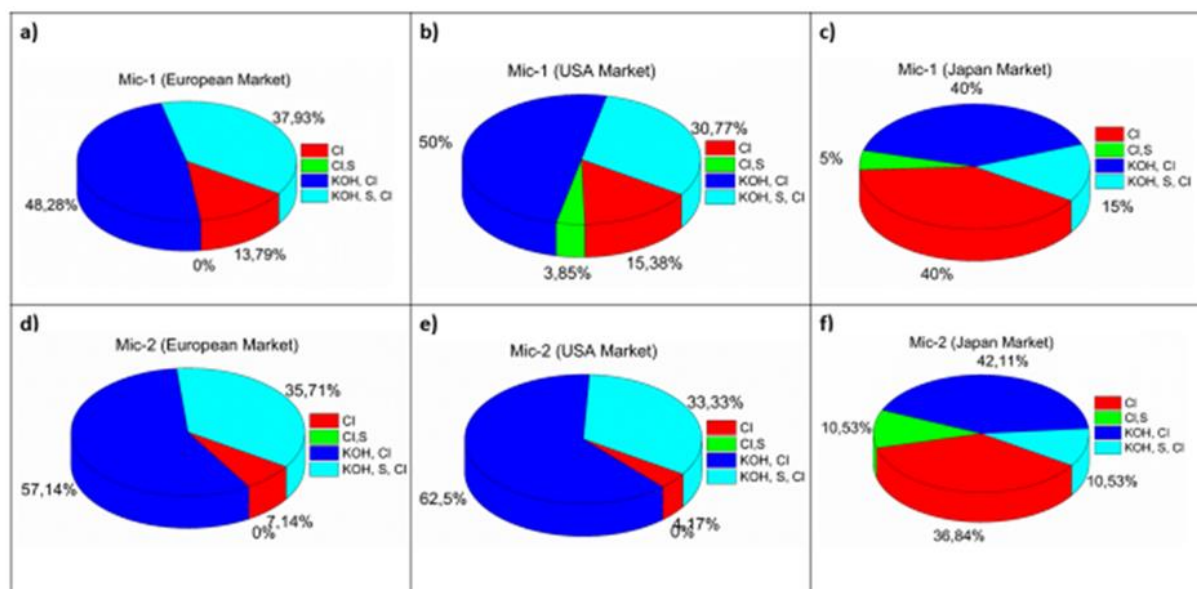 a)
Mic-1 (European Market)
37,93%
48,28%
0%
13,79%
Cl
Cl,S
KOH, Cl
KOH, S, Cl
b)
Mic-1 (USA Market)
50%
30,77%
3,85%
15,38%
Cl
Cl,S
KOH, Cl
KOH, S, Cl
c)
Mic-1 (Japan Market)
40%
5%
15%
40%
Cl
Cl,S
KOH, Cl
KOH, S, Cl
d)
Mic-2 (European Market)
35,71%
57,14%
7,14%
0%
Cl
Cl,S
KOH, Cl
KOH, S, Cl
e)
Mic-2 (USA Market)
33,33%
62,5%
4,17%
0%
Cl
Cl,S
KOH, Cl
KOH, S, Cl
f)
Mic-2 (Japan Market)
42,11%
10,53%
10,53%
36,84%
Cl
Cl,S
KOH, Cl
KOH, S, Cl